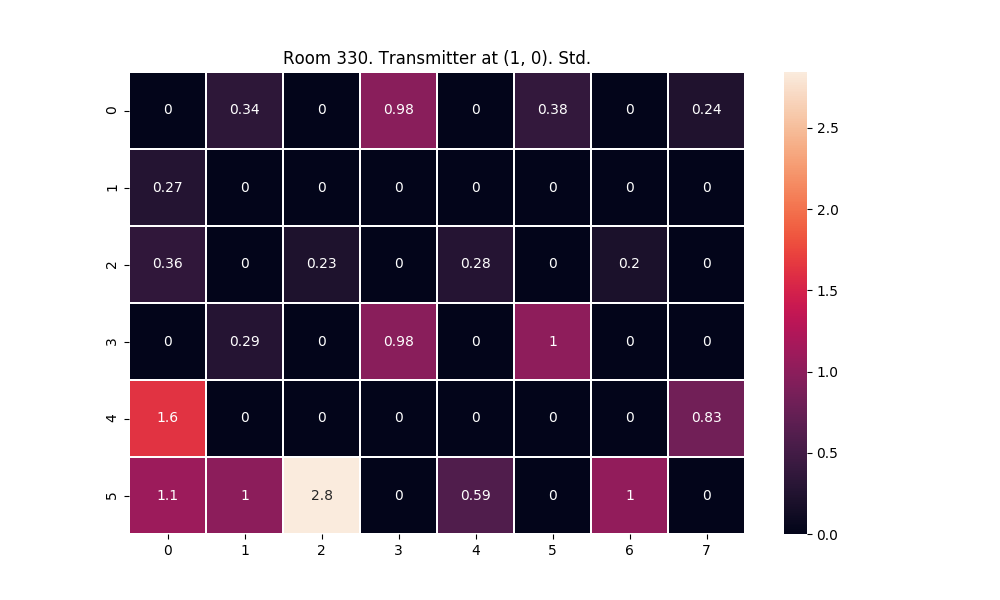 Room 330. Transmitter at (1, 0). Std.
0 0 0.34 0 0.98 0 0.38 0 0.24
1 0.27 0 0 0 0 0 0 0
2 0.36 0 0.23 0 0.28 0 0.2 0
3 0 0.29 0 0.98 0 1 0 0
4 1.6 0 0 0 0 0 0 0.83
5 1.1 1 2.8 0 0.59 0 1 0
0 1 2 3 4 5 6 7
2.5
2.0
1.5
1.0
0.5
0.0